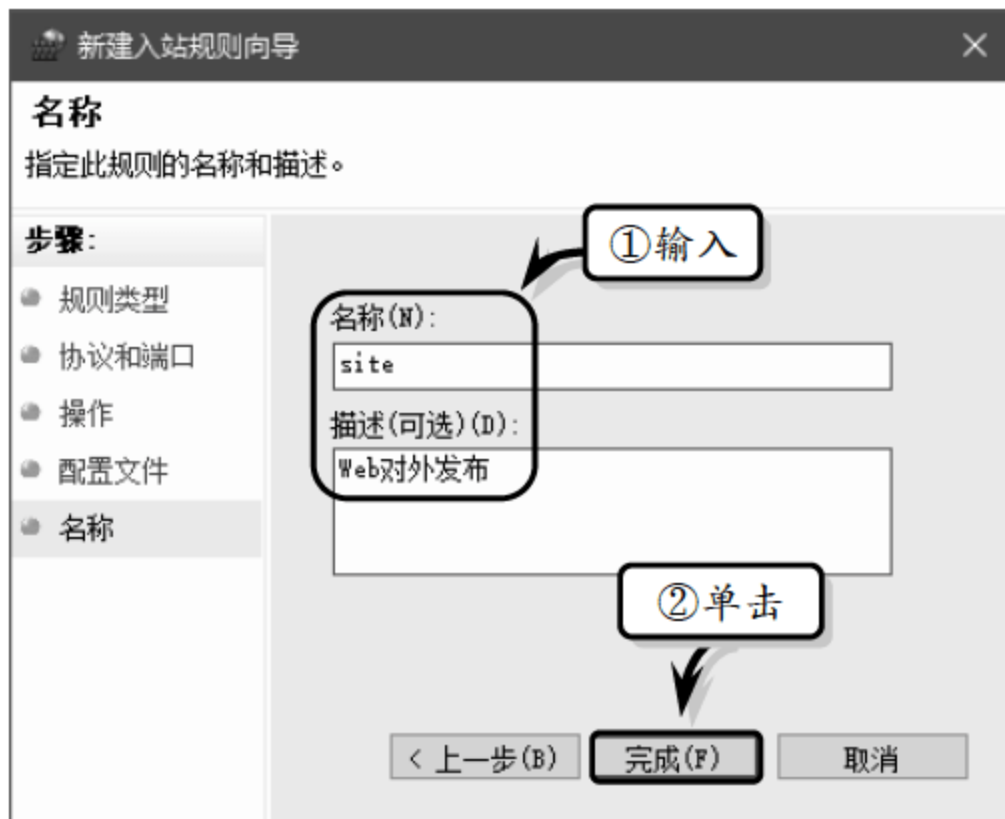 新建入站规则向导
名称
指定此规则的名称和描述。
步骤:
规则类型
协议和端口
操作
配置文件
名称
①输入
名称(N):
site
描述(可选)(D):
Web对外发布
②单击
< 上一步(B)
完成(F)
取消